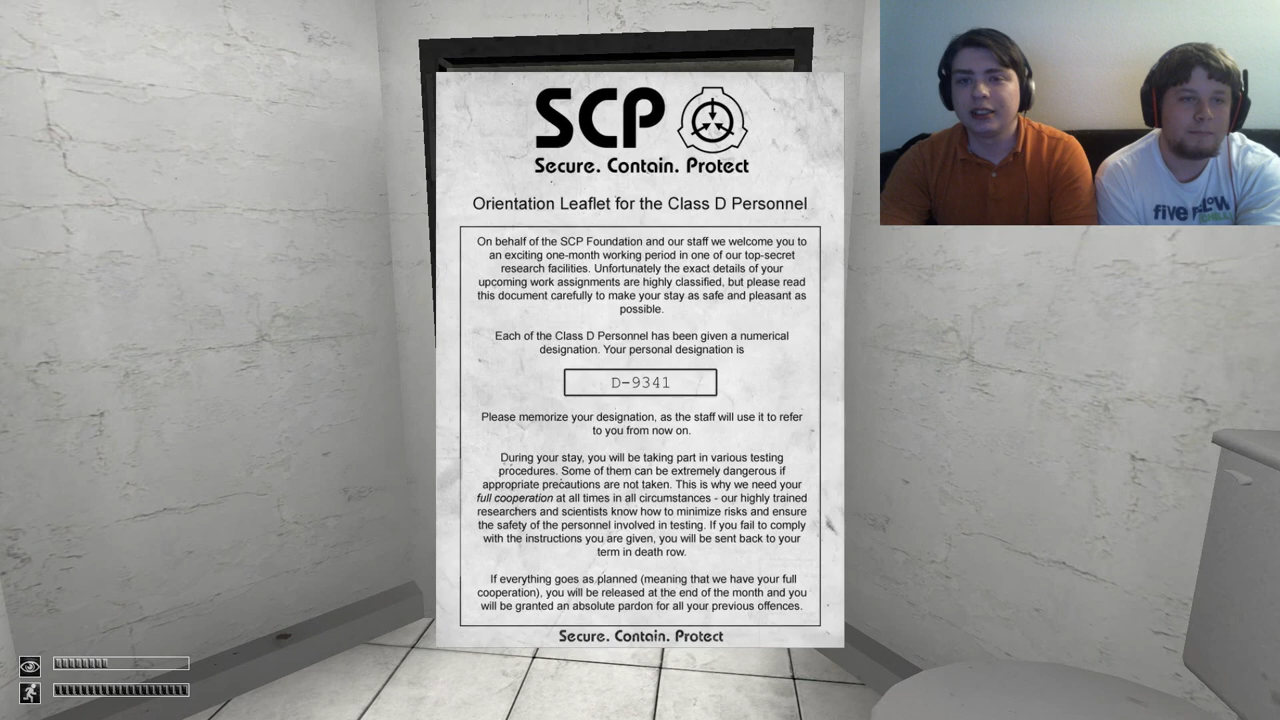 SCP
Secure. Contain. Protect
Orientation Leaflet for the Class D Personnel
On behalf of the SCP Foundation and our staff we welcome you to
an exciting one-month working period in one of our top-secret
research facilities. Unfortunately the exact details of your
upcoming work assignments are highly classified, but please read
this document carefully to make your stay as safe and pleasant as
possible.
Each of the Class D Personnel has been given a numerical
designation. Your personal designation is
D-9341
Please memorize your designation, as the staff will use it to refer
to you from now on.
During your stay, you will be taking part in various testing
procedures. Some of them can be extremely dangerous if
appropriate precautions are not taken. This is why we need your
full cooperation at all times in all circumstances - our highly trained
researchers and scientists know how to minimize risks and ensure
the safety of the personnel involved in testing. If you fail to comply
with the instructions you are given, you will be sent back to your
term in death row.
If everything goes as planned (meaning that we have your full
cooperation), you will be released at the end of the month and you
will be granted an absolute pardon for all your previous offences.
Secure. Contain. Protect
five